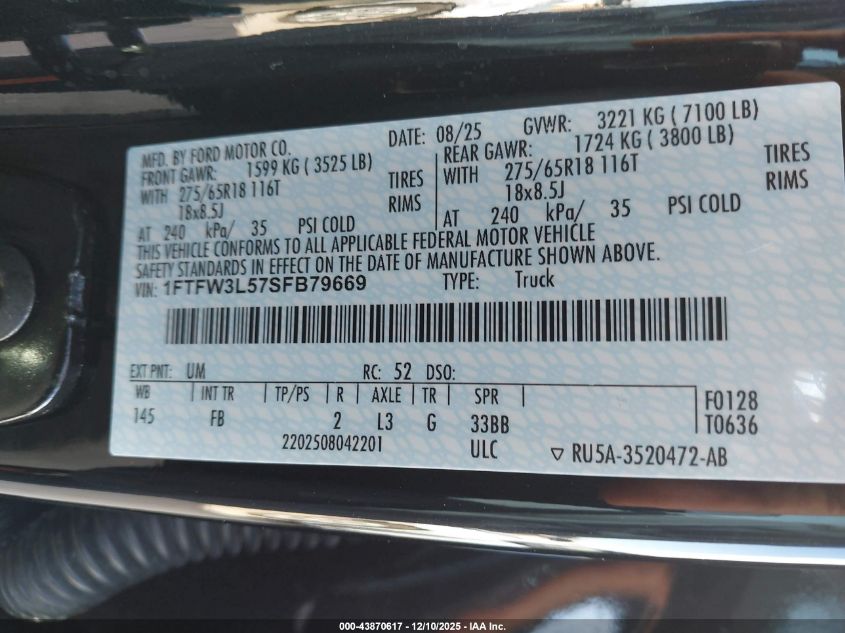 MFD. BY FORD MOTOR CO.
DATE: 08/25 GVWR: 3221 KG ( 7100 LB)
FRONT GAWR: 1599 KG ( 3525 LB)
REAR GAWR: 1724 KG ( 3800 LB)
WITH 275/65R18 116T TIRES
WITH 275/65R18 116T TIRES
18x8.5J RIMS
18x8.5J RIMS
AT 240 kPa/ 35 PSI COLD
AT 240 kPa/ 35 PSI COLD
THIS VEHICLE CONFORMS TO ALL APPLICABLE FEDERAL MOTOR VEHICLE
SAFETY STANDARDS IN EFFECT ON THE DATE OF MANUFACTURE SHOWN ABOVE.
VIN: 1FTFW3L57SFB79669 TYPE: Truck
EXT PNT: UM RC: 52 DSO:
WB INT TR TP/PS R AXLE TR SPR
145 FB 2 L3 G 33BB
F0128
T0636
2202508042201 ULC ▽ RU5A-3520472-AB
000-43870617 - 12/10/2025 - IAA Inc.